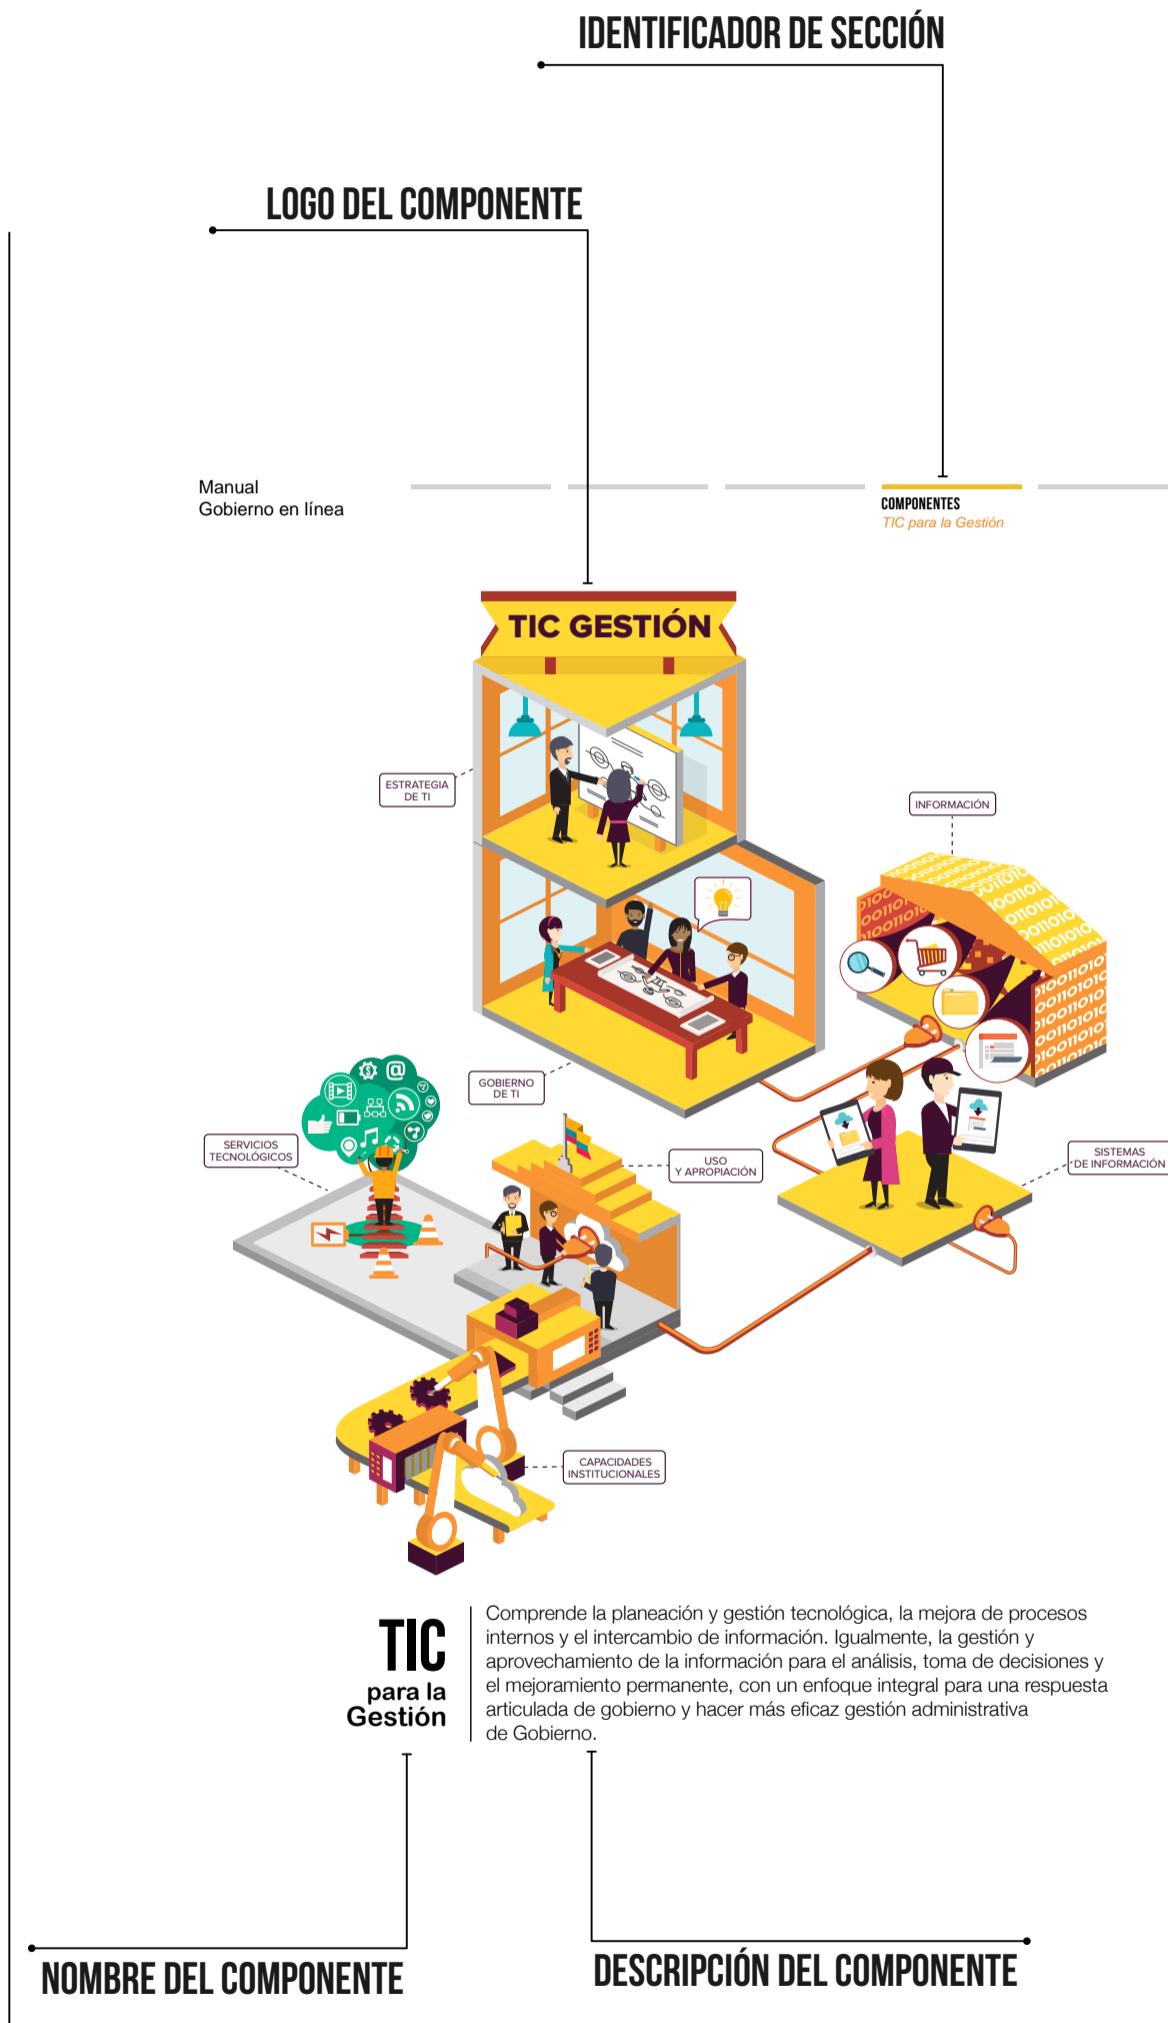 IDENTIFICADOR DE SECCIÓN
LOGO DEL COMPONENTE
Manual
Gobierno en línea
COMPONENTES
TIC para la Gestión
TIC GESTIÓN
ESTRATEGIA
DE TI
INFORMACIÓN
GOBIERNO
DE TI
SERVICIOS
TECNOLÓGICOS
USO
Y APROPIACIÓN
SISTEMAS
DE INFORMACIÓN
CAPACIDADES
INSTITUCIONALES
TIC
para la
Gestión
Comprende la planeación y gestión tecnológica, la mejora de procesos
internos y el intercambio de información. Igualmente, la gestión y
aprovechamiento de la información para el análisis, toma de decisiones y
el mejoramiento permanente, con un enfoque integral para una respuesta
articulada de gobierno y hacer más eficaz gestión administrativa
de Gobierno.
NOMBRE DEL COMPONENTE
DESCRIPCIÓN DEL COMPONENTE